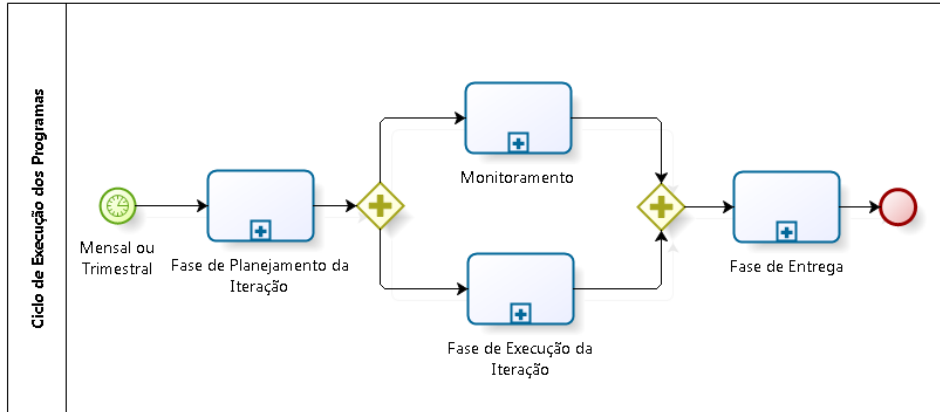 Ciclo de Execução dos Programas
Mensal ou
Trimestral
Fase de Planejamento da
Iteração
Monitoramento
Fase de Execução da
Iteração
Fase de Entrega